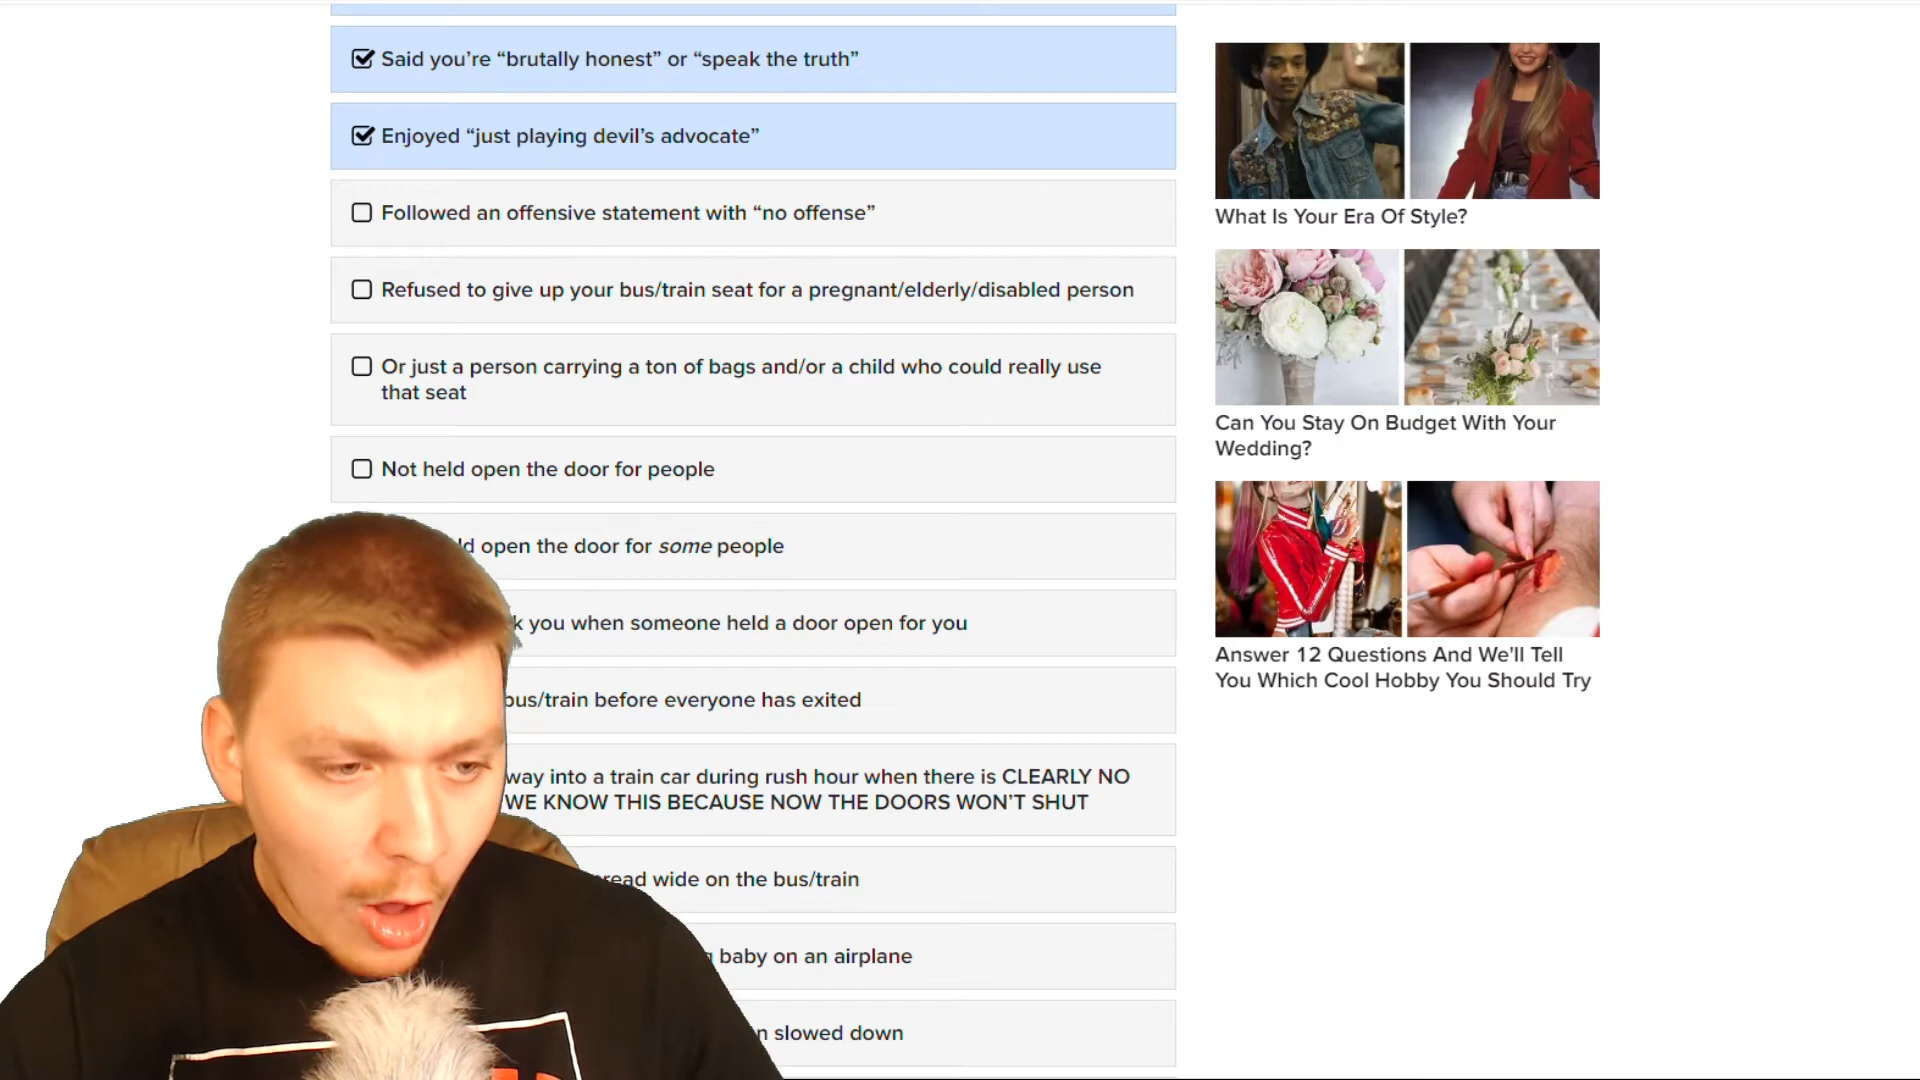 Said you're “brutally honest” or “speak the truth”
Enjoyed “just playing devil's advocate”
Followed an offensive statement with “no offense”
Refused to give up your bus/train seat for a pregnant/elderly/disabled person
Or just a person carrying a ton of bags and/or a child who could really use
that seat
Not held open the door for people
open the door for some people
you when someone held a door open for you
bus/train before everyone has exited
way into a train car during rush hour when there is CLEARLY NO
WE KNOW THIS BECAUSE NOW THE DOORS WON'T SHUT
wide on the bus/train
baby on an airplane
slowed down
What Is Your Era Of Style?
Can You Stay On Budget With Your
Wedding?
Answer 12 Questions And We'll Tell
You Which Cool Hobby You Should Try